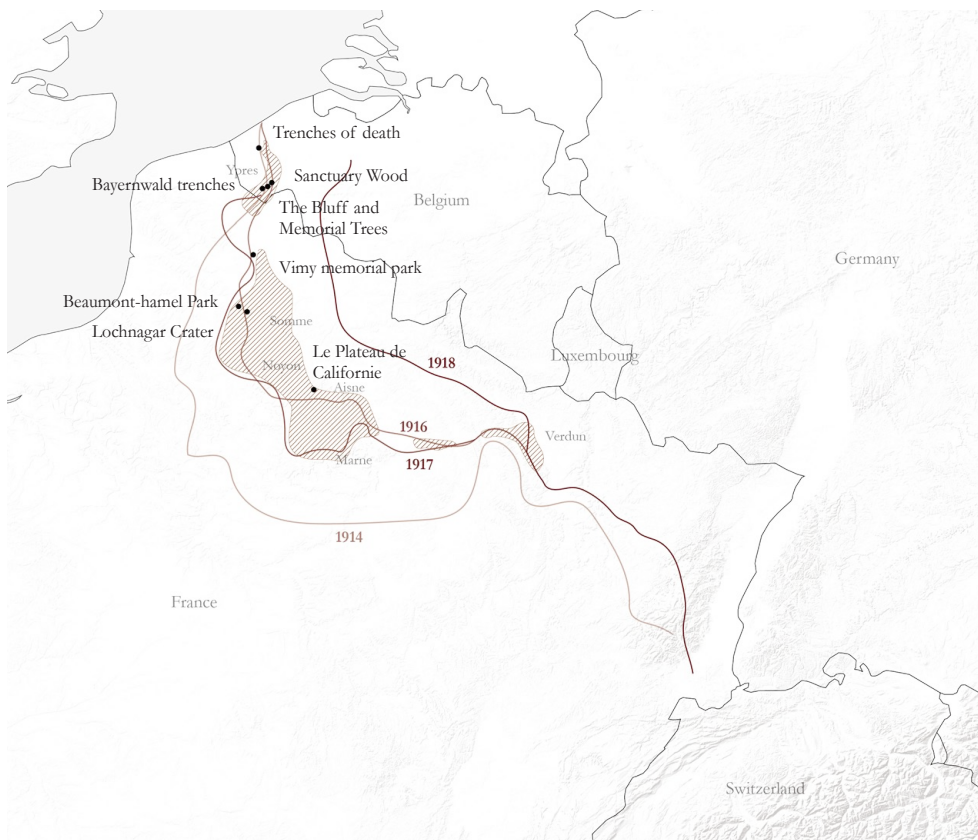 Trenches of death
Ypres
Bayernwald trenches
Sanctuary Wood
Belgium
The Bluff and
Memorial Trees
Germany
Vimy memorial park
Beaumont-hamel Park
Somme
Lochnagar Crater
Le Plateau de
Californie
Luxembourg
1918
Noyon
Aisne
1916
Verdun
Marne
1917
1914
France
Switzerland